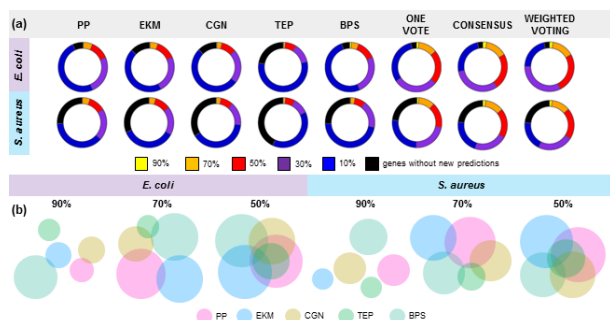 (a) PP EKM CGN TEP BPS ONE VOTE CONSENSUS WEIGHTED VOTING
E. coli
S. aureus
90% 70% 50% 30% 10% genes without new predictions
E. coli S. aureus
(b) 90% 70% 50% 90% 70% 50%
PP EKM CGN TEP BPS